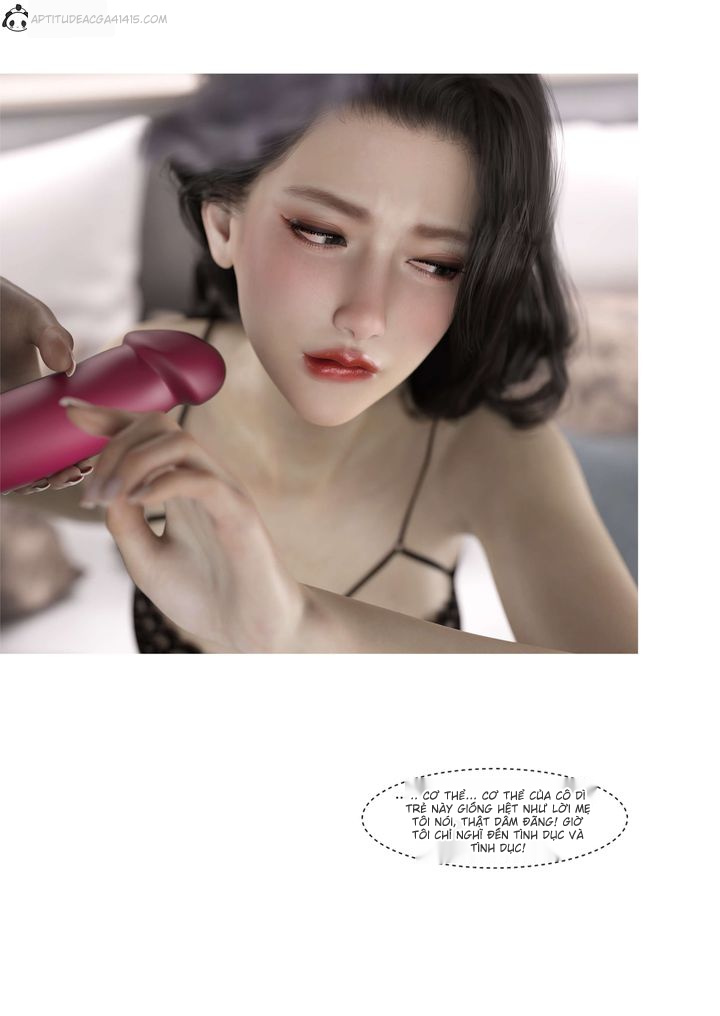 APTITUDEACGA41415.COM
.. .. CƠ THỂ... CƠ THỂ CỦA CÔ DÌ
TRẺ NÀY GIỐNG HỆT NHƯ LỜI MẸ
TÔI NÓI, THẬT DÂM ĐÃNG! GIỜ
TÔI CHỈ NGHĨ ĐẾN TÌNH DỤC VÀ
TÌNH DỤC!